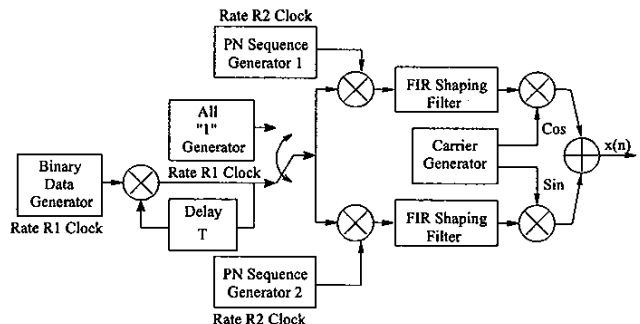 Rate R2 Clock
PN Sequence
Generator 1
FIR Shaping
Filter
All
"1"
Generator
Cos
Carrier
Generator
x(n)
Binary
Data
Generator
Rate R1 Clock
Rate R1 Clock
Sin
Delay
T
FIR Shaping
Filter
PN Sequence
Generator 2
Rate R2 Clock